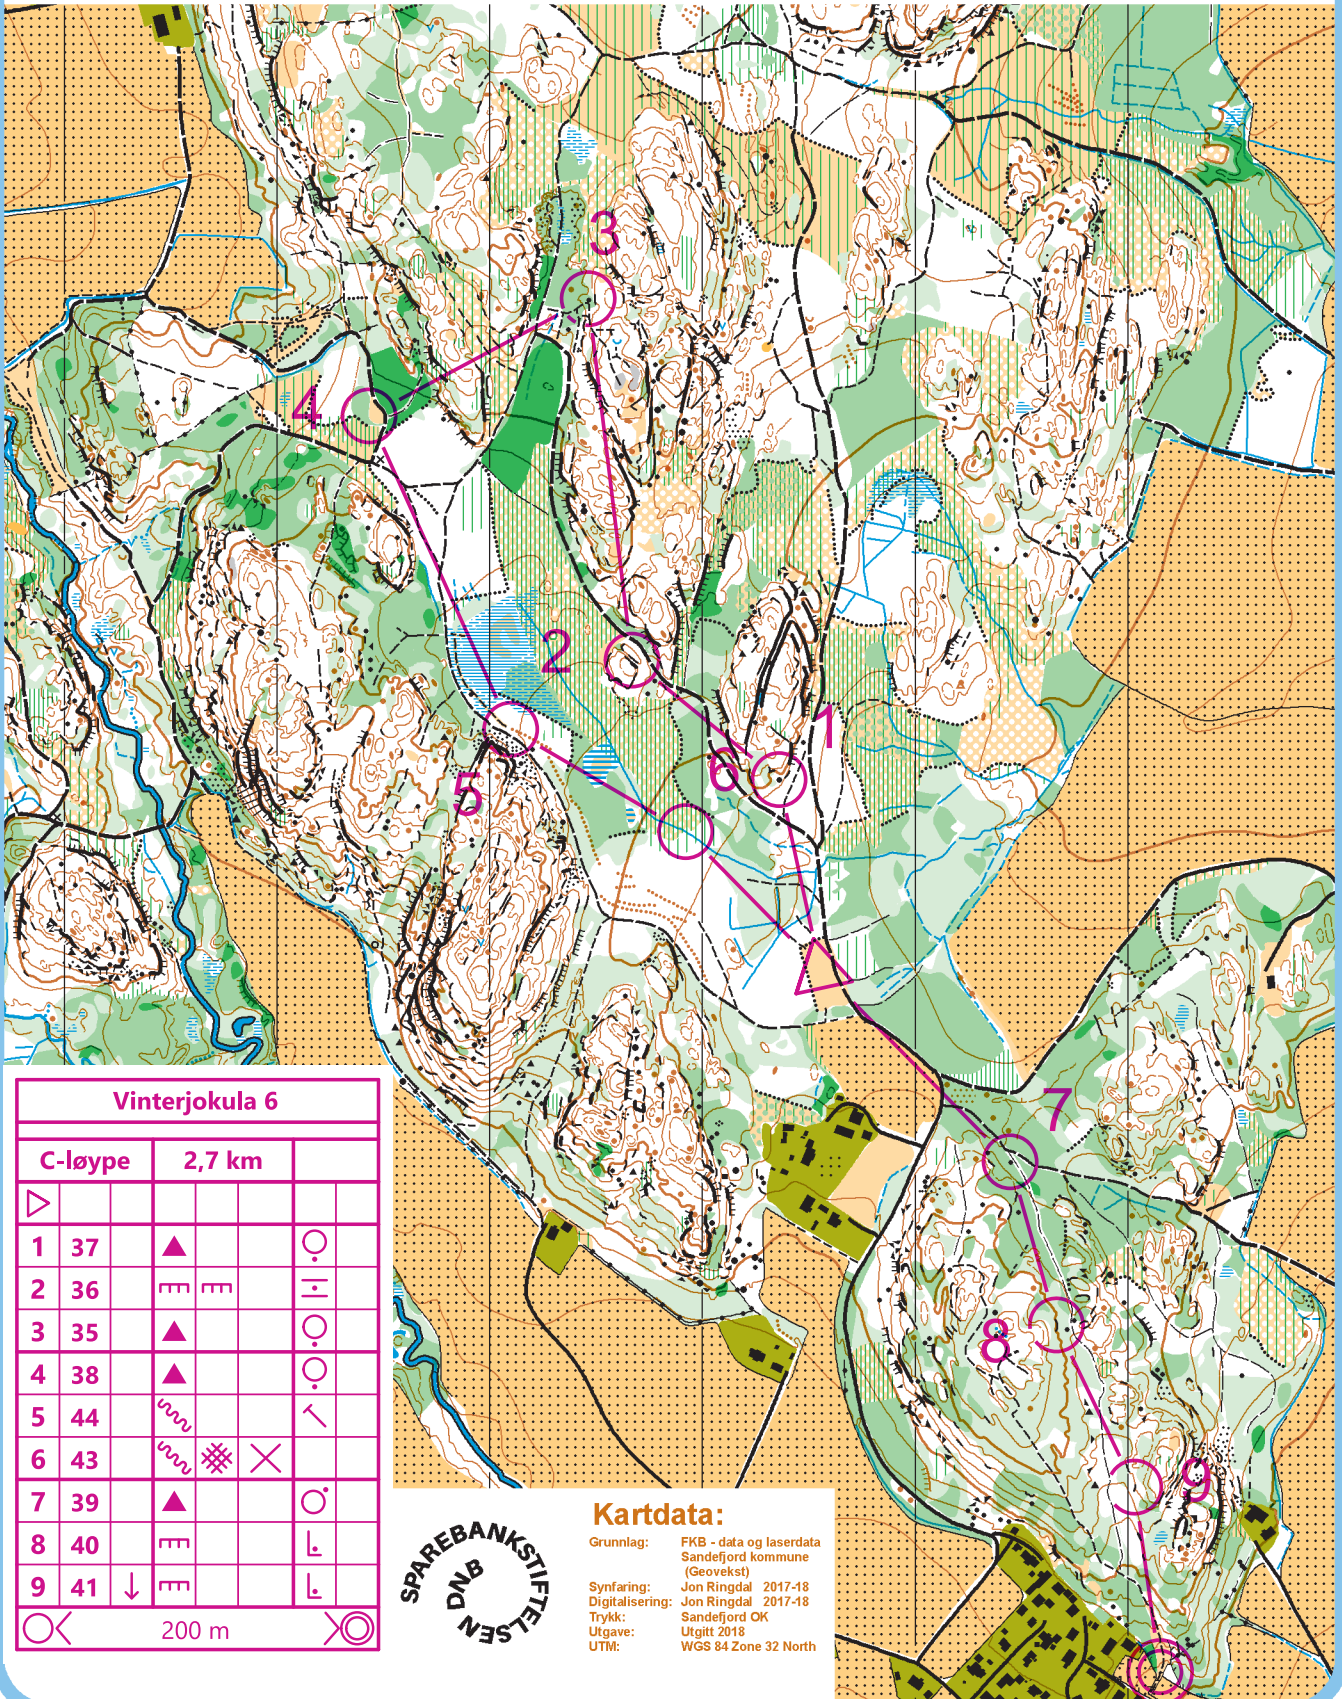 3
4
2
1
6
5
7
8
9
Vinterjokula 6
C-løype 2,7 km
1 37
2 36
3 35
4 38
5 44
6 43
7 39
8 40
9 41
200 m
SPAREBANKSTIFTELSEN
DNB
Kartdata:
Grunnlag: FKB - data og laserdata
Sandefjord kommune
(Geovekst)
Synfaring: Jon Ringdal 2017-18
Digitalisering: Jon Ringdal 2017-18
Trykk: Sandefjord OK
Utgave: Utgitt 2018
UTM: WGS 84 Zone 32 North